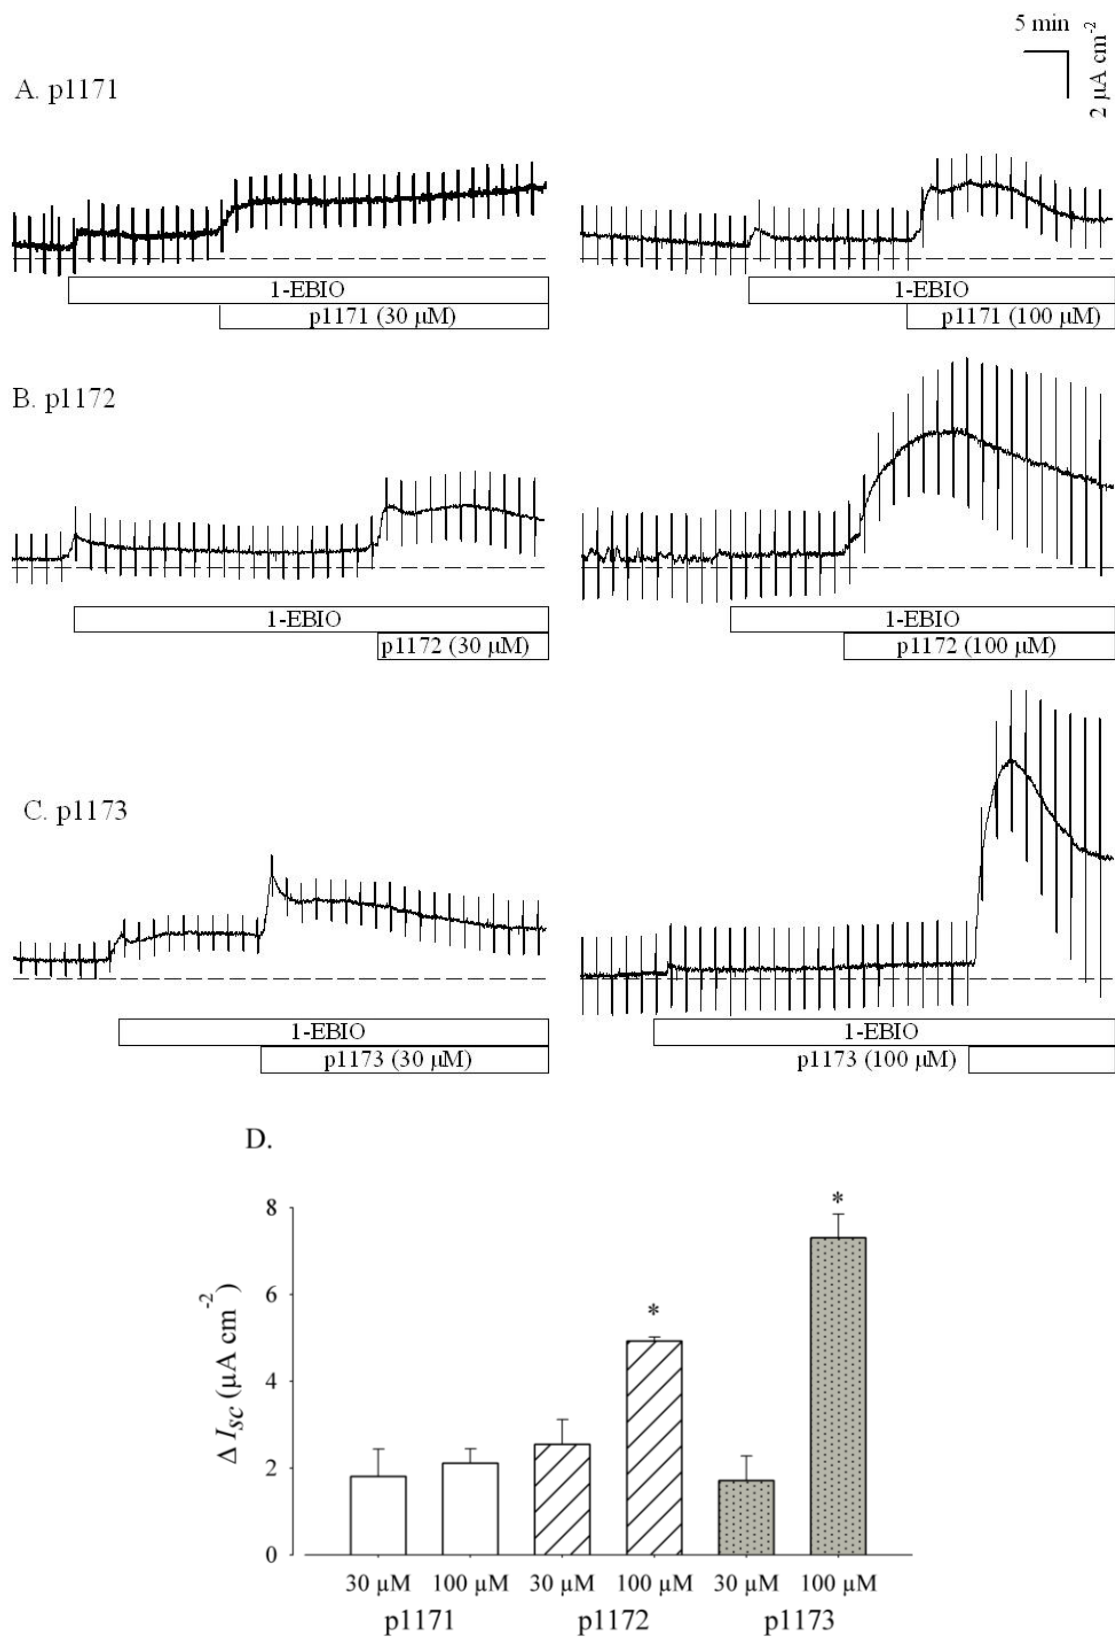 5 min
2 µA cm-2
A. p1171
1-EBIO
p1171 (30 µM)
1-EBIO
p1171 (100 µM)
B. p1172
1-EBIO
p1172 (30 µM)
1-EBIO
p1172 (100 µM)
C. p1173
1-EBIO
p1173 (30 µM)
1-EBIO
p1173 (100 µM)
D.
Δ Isc (µA cm-2)
8
6
4
2
0
*
*
30 µM 100 µM 30 µM 100 µM 30 µM 100 µM
p1171 p1172 p1173